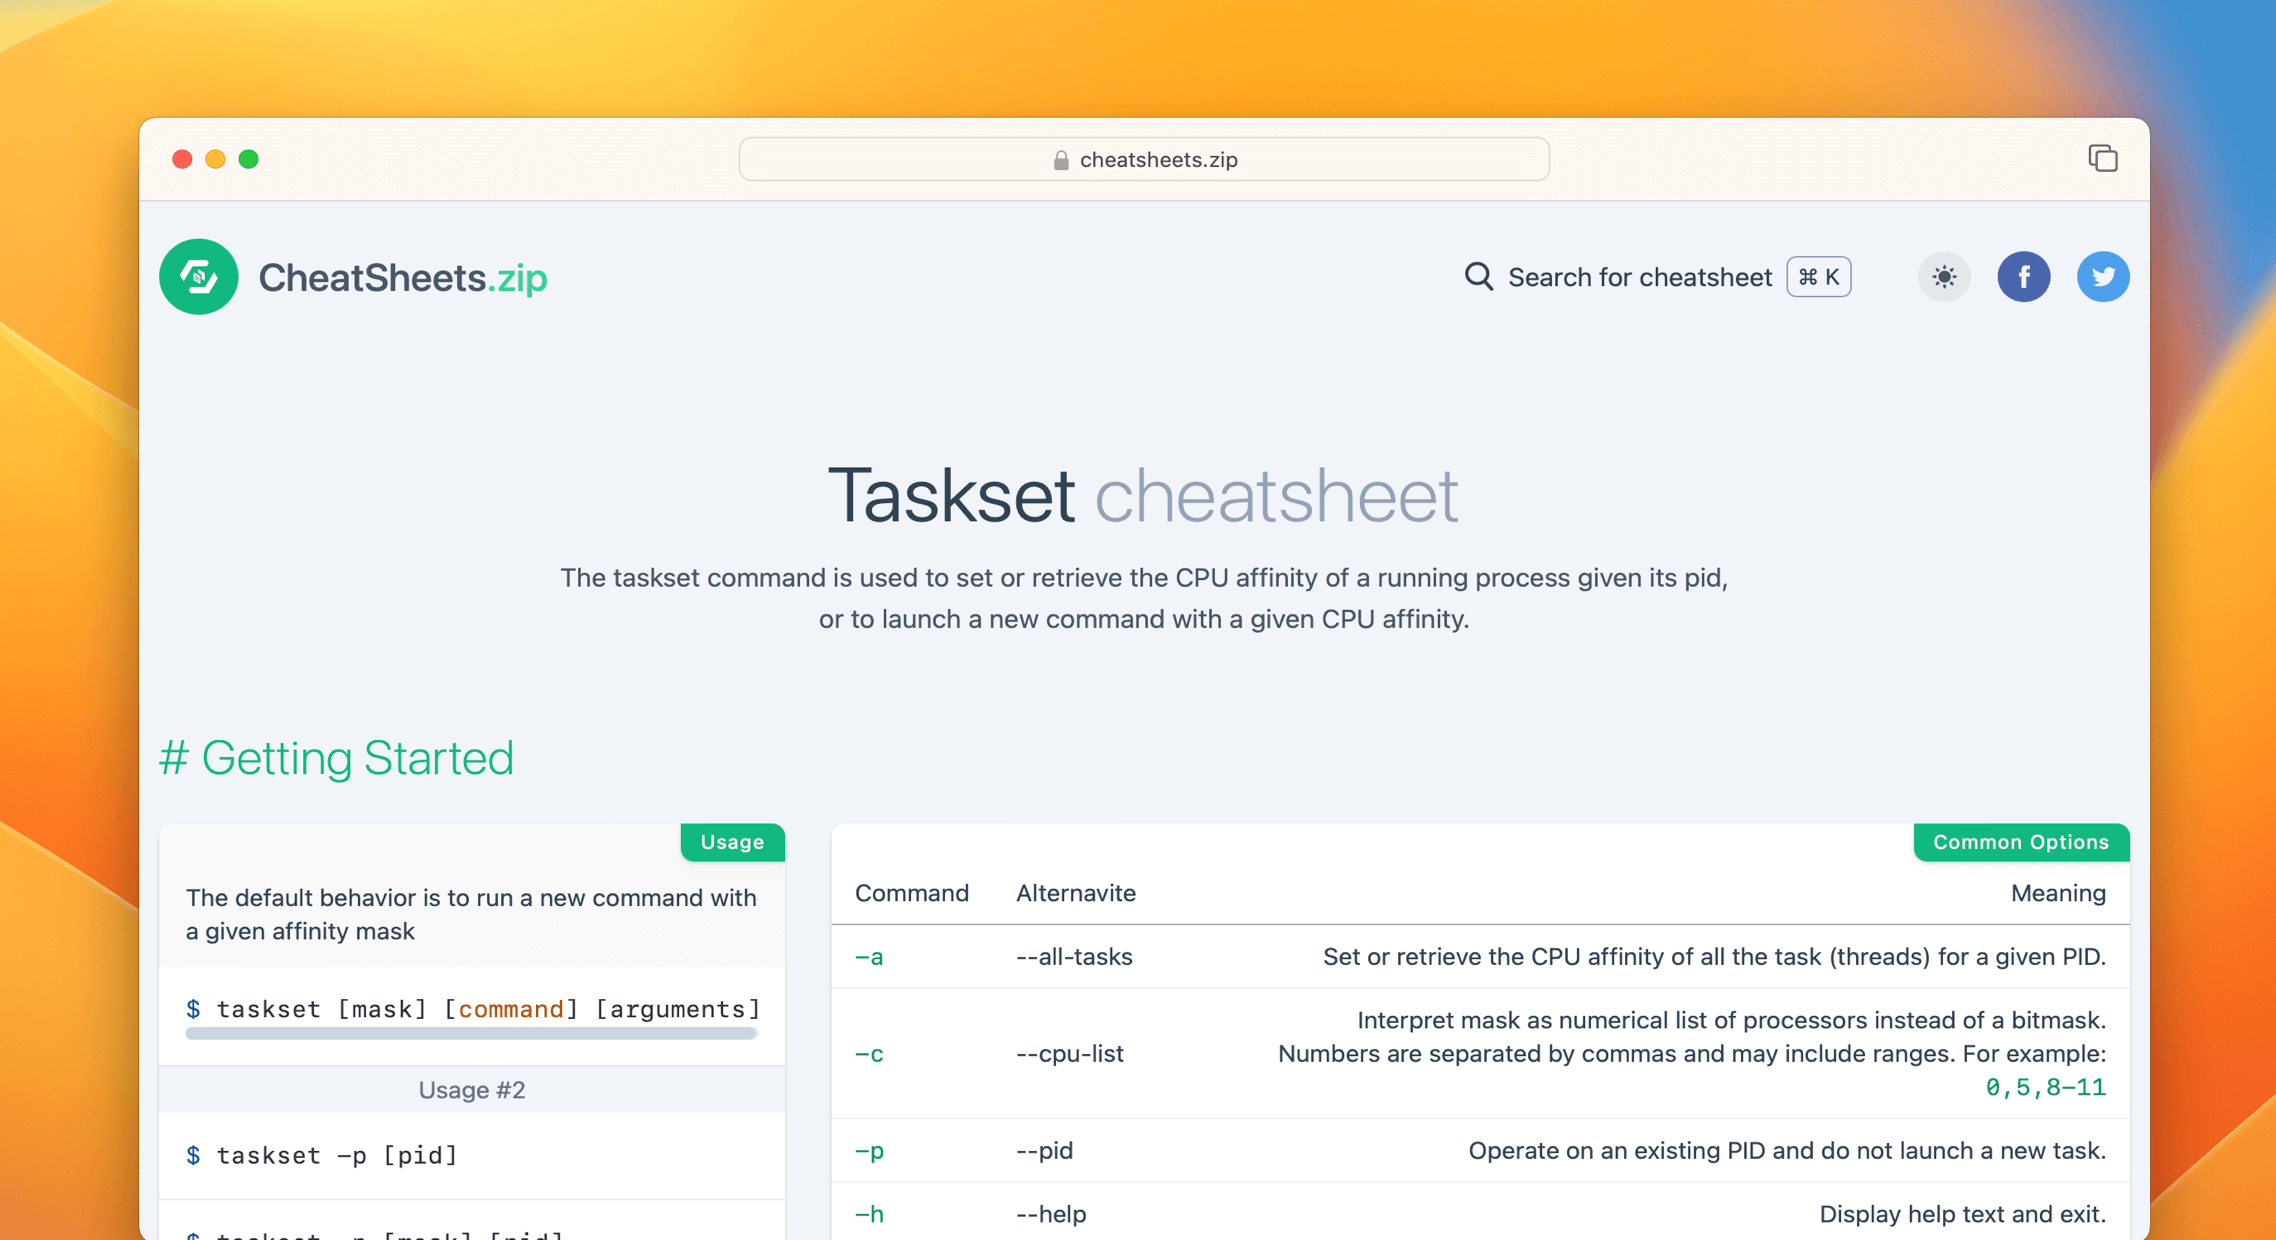 cheatsheets.zip
CheatSheets.zip
Search for cheatsheet ⌘ K
Taskset cheatsheet
The taskset command is used to set or retrieve the CPU affinity of a running process given its pid,
or to launch a new command with a given CPU affinity.
# Getting Started
Usage
The default behavior is to run a new command with
a given affinity mask
$ taskset [mask] [command] [arguments]
Usage #2
$ taskset -p [pid]
$ taskset -p [mask] [pid]
Common Options
Command Alternavite Meaning
-a --all-tasks Set or retrieve the CPU affinity of all the task (threads) for a given PID.
-c --cpu-list Interpret mask as numerical list of processors instead of a bitmask.
Numbers are separated by commas and may include ranges. For example:
0,5,8-11
-p --pid Operate on an existing PID and do not launch a new task.
-h --help Display help text and exit.